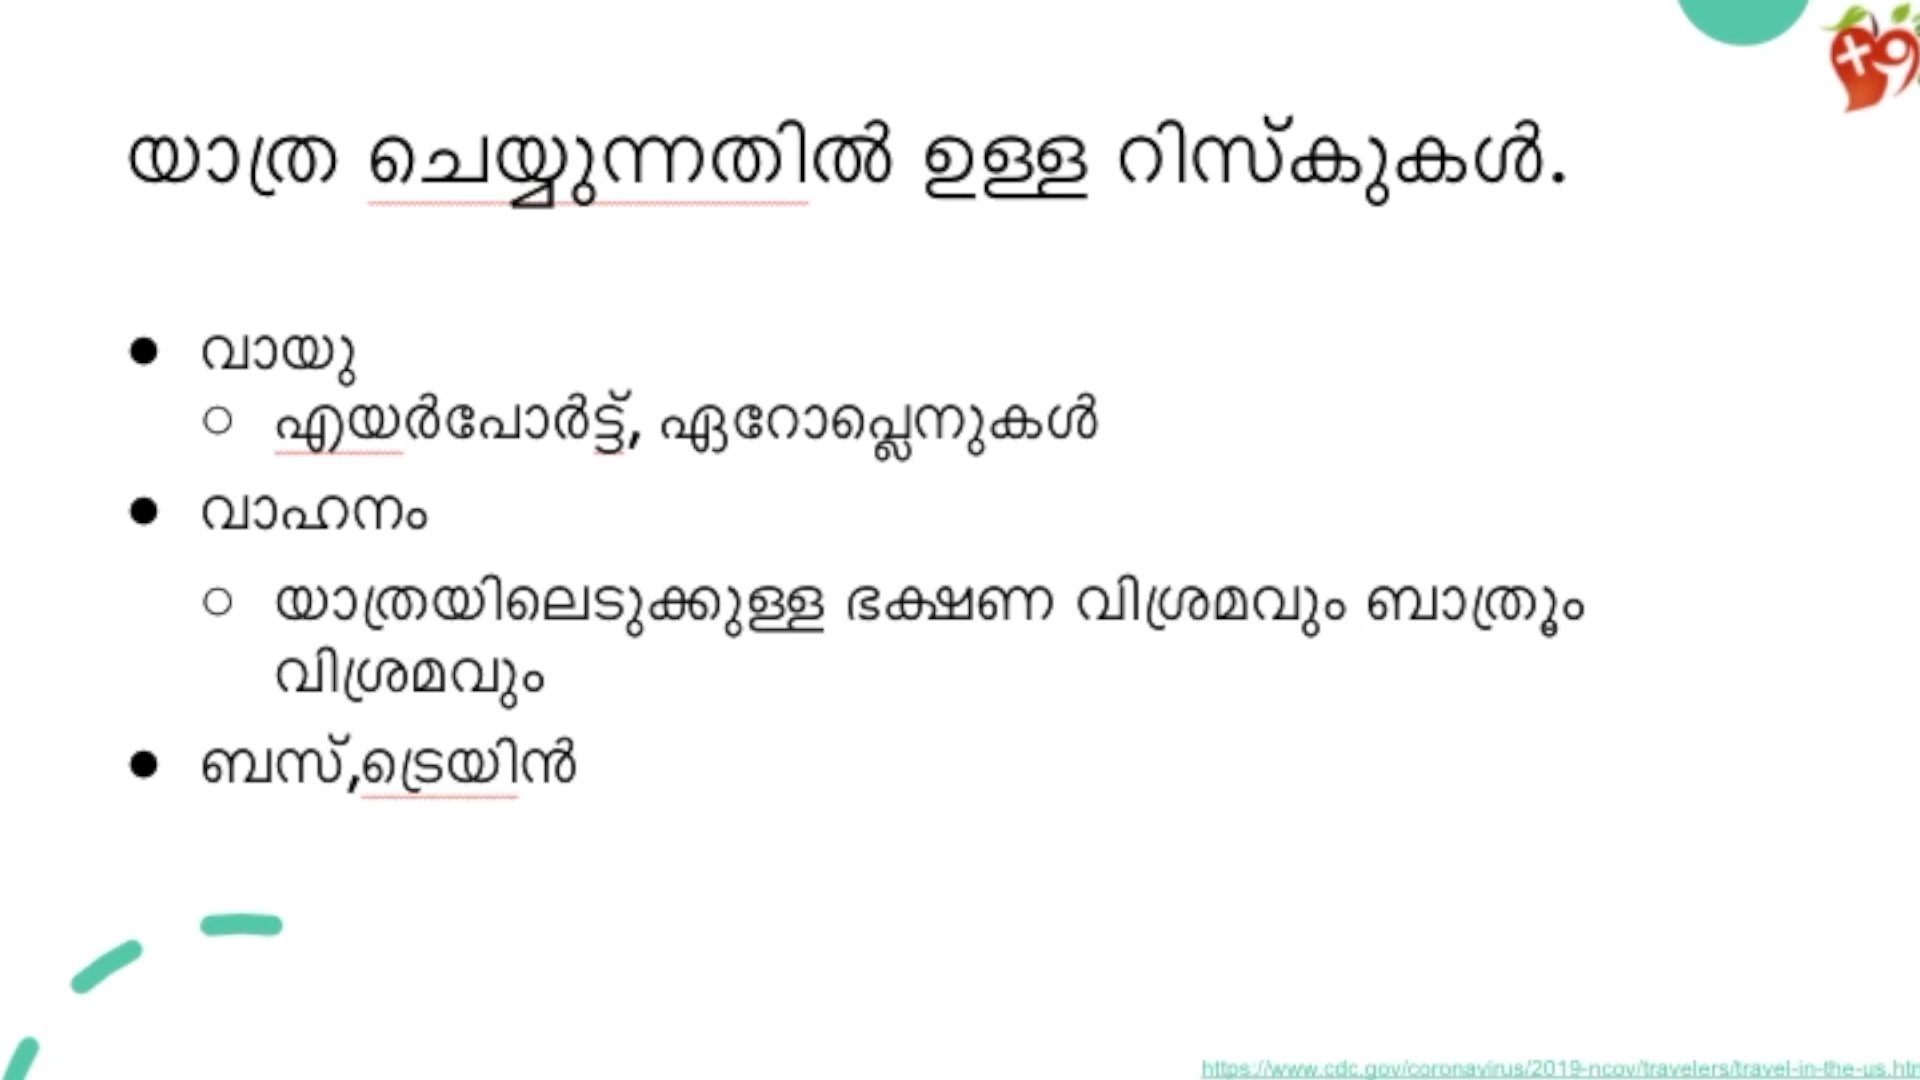 യാത്ര ചെയ്യുന്നതിൽ ഉള്ള റിസ്കുകൾ.
● വായു
○ എയർപോർട്ട്, ഏറോപ്ലെനുകൾ
● വാഹനം
○ യാത്രയിലെടുക്കുള്ള ഭക്ഷണ വിശ്രമവും ബാത്രൂം
വിശ്രമവും
● ബസ്,ട്രെയിൻ
https://www.cdc.gov/coronavirus/2019-ncov/travelers/travel-in-the-us.htm